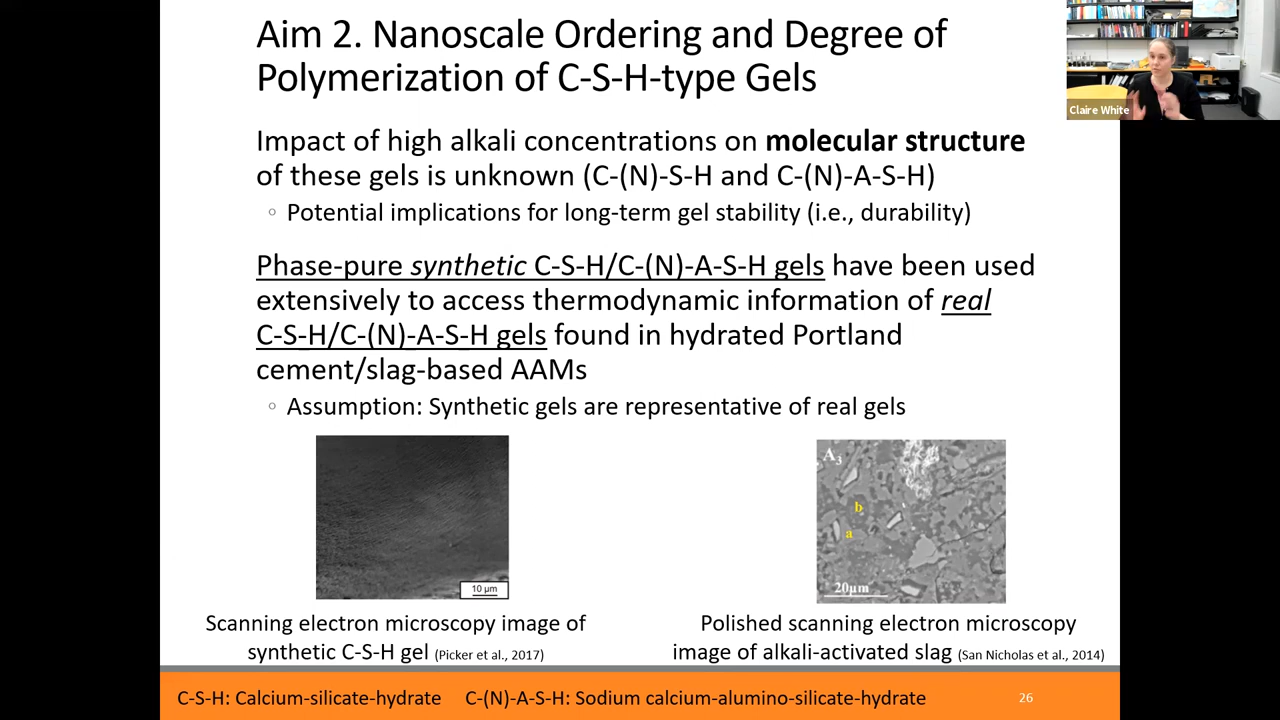 Aim 2. Nanoscale Ordering and Degree of
Polymerization of C-S-H-type Gels
Claire White
Impact of high alkali concentrations on molecular structure
of these gels is unknown (C-(N)-S-H and C-(N)-A-S-H)
◦ Potential implications for long-term gel stability (i.e., durability)
Phase-pure synthetic C-S-H/C-(N)-A-S-H gels have been used
extensively to access thermodynamic information of real
C-S-H/C-(N)-A-S-H gels found in hydrated Portland
cement/slag-based AAMs
◦ Assumption: Synthetic gels are representative of real gels
10 µm
A3
b
a
20µm
Scanning electron microscopy image of
synthetic C-S-H gel (Picker et al., 2017)
Polished scanning electron microscopy
image of alkali-activated slag (San Nicholas et al., 2014)
C-S-H: Calcium-silicate-hydrate C-(N)-A-S-H: Sodium calcium-alumino-silicate-hydrate
26